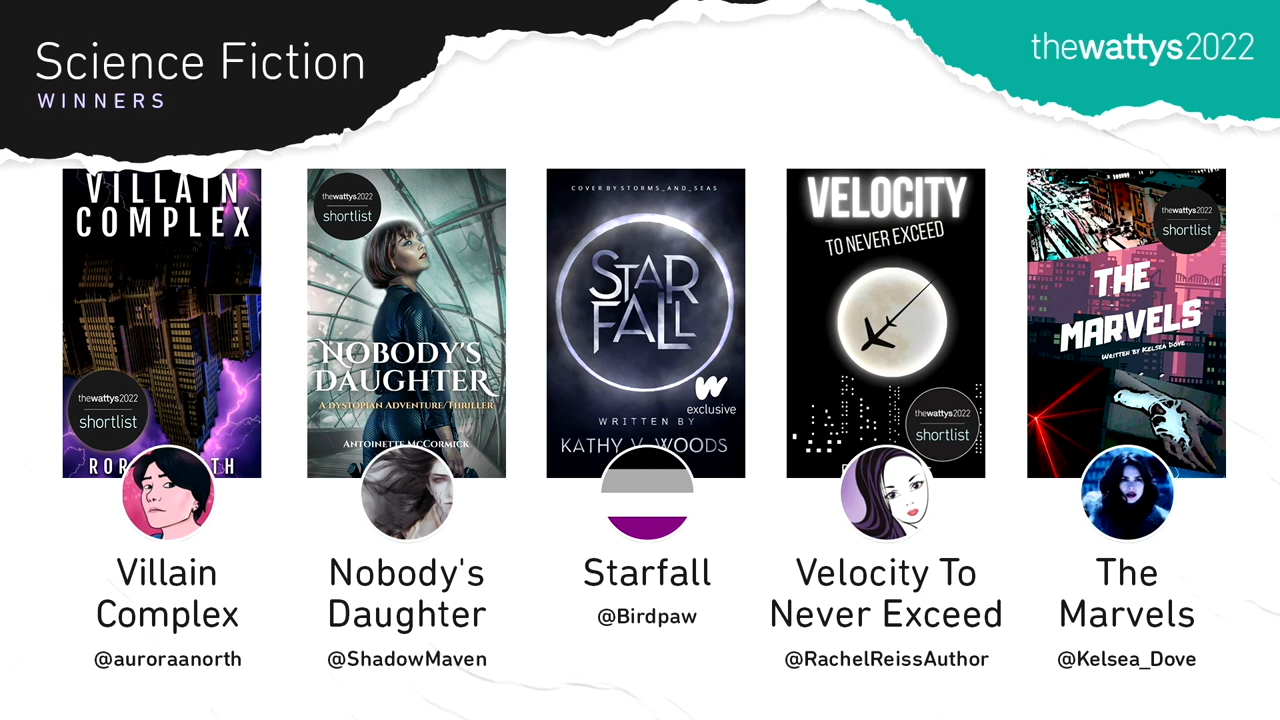 Science Fiction
WINNERS
thewattys2022
VILLAIN
COMPLEX
thewattys2022
shortlist
thewattys2022
shortlist
NOBODY'S
DAUGHTER
A DYSTOPIAN ADVENTURE/THRILLER
ANTOINETTE MCCORMICK
COVER BY STORMS_AND_SEAS
STAR
FALL
W
exclusive
WRITTEN BY
KATHY V. WOODS
VELOCITY
TO NEVER EXCEED
thewattys2022
shortlist
thewattys2022
shortlist
THE
MARVELS
WRITTEN BY KELSEA DOVE
Villain
Complex
@auroraanorth
Nobody's
Daughter
@ShadowMaven
Starfall
@Birdpaw
Velocity To
Never Exceed
@RachelReissAuthor
The
Marvels
@Kelsea_Dove